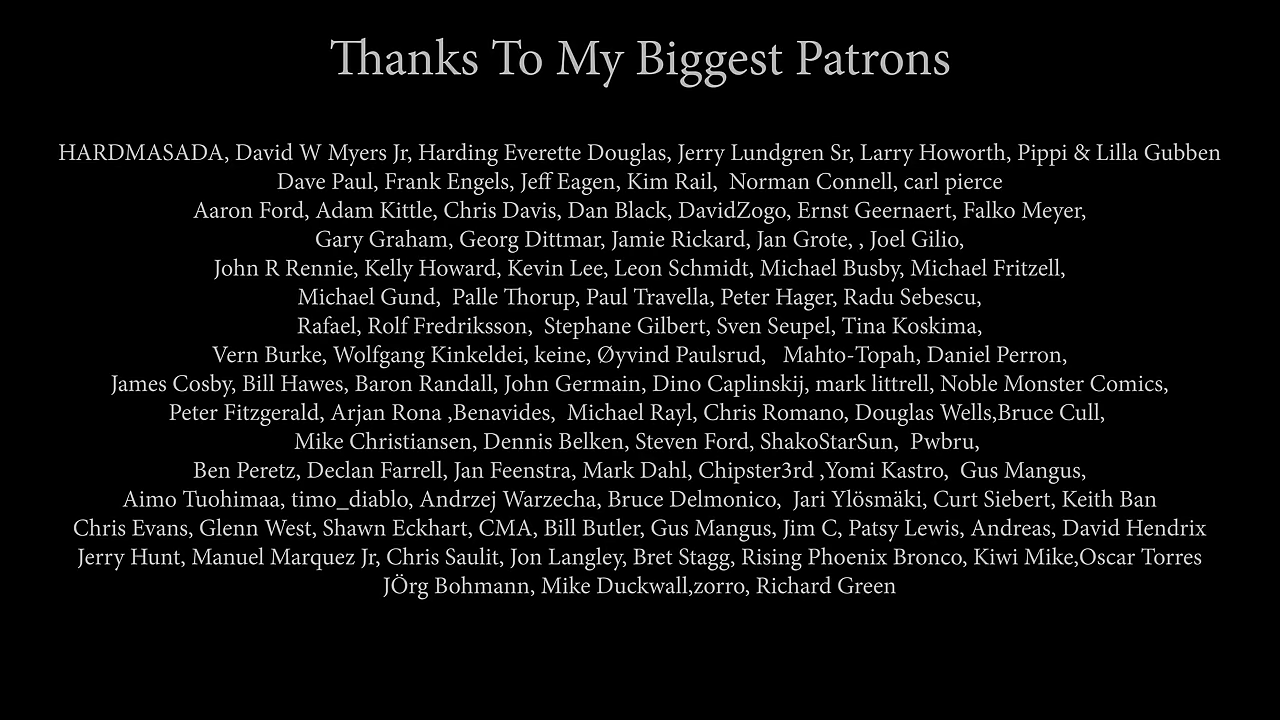 Thanks To My Biggest Patrons
HARDMASADA, David W Myers Jr, Harding Everette Douglas, Jerry Lundgren Sr, Larry Howorth, Pippi & Lilla Gubben
Dave Paul, Frank Engels, Jeff Eagen, Kim Rail,  Norman Connell, carl pierce
Aaron Ford, Adam Kittle, Chris Davis, Dan Black, DavidZogo, Ernst Geernaert, Falko Meyer,
Gary Graham, Georg Dittmar, Jamie Rickard, Jan Grote, , Joel Gilio,
John R Rennie, Kelly Howard, Kevin Lee, Leon Schmidt, Michael Busby, Michael Fritzell,
Michael Gund,  Palle Thorup, Paul Travella, Peter Hager, Radu Sebescu,
Rafael, Rolf Fredriksson,  Stephane Gilbert, Sven Seupel, Tina Koskima,
Vern Burke, Wolfgang Kinkeldei, keine, Øyvind Paulsrud,   Mahto-Topah, Daniel Perron,
James Cosby, Bill Hawes, Baron Randall, John Germain, Dino Caplinskij, mark littrell, Noble Monster Comics,
Peter Fitzgerald, Arjan Rona ,Benavides,  Michael Rayl, Chris Romano, Douglas Wells,Bruce Cull,
Mike Christiansen, Dennis Belken, Steven Ford, ShakoStarSun,  Pwbru,
Ben Peretz, Declan Farrell, Jan Feenstra, Mark Dahl, Chipster3rd ,Yomi Kastro,  Gus Mangus,
Aimo Tuohimaa, timo_diablo, Andrzej Warzecha, Bruce Delmonico,  Jari Ylösmäki, Curt Siebert, Keith Ban
Chris Evans, Glenn West, Shawn Eckhart, CMA, Bill Butler, Gus Mangus, Jim C, Patsy Lewis, Andreas, David Hendrix
Jerry Hunt, Manuel Marquez Jr, Chris Saulit, Jon Langley, Bret Stagg, Rising Phoenix Bronco, Kiwi Mike,Oscar Torres
JÖrg Bohmann, Mike Duckwall,zorro, Richard Green